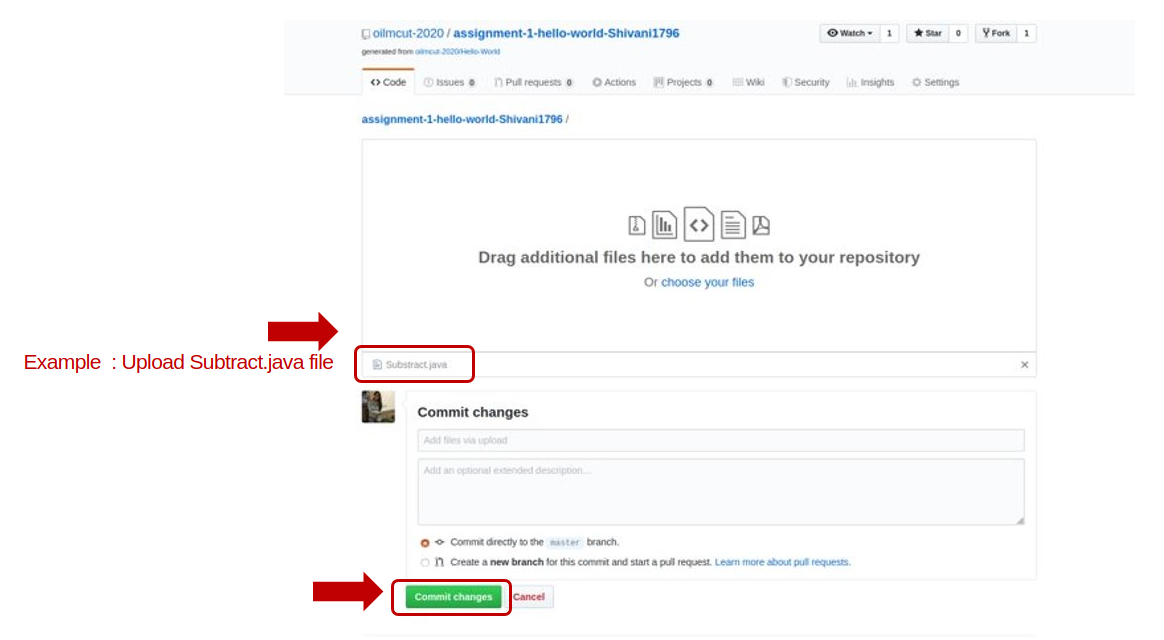 oilmcut-2020 / assignment-1-hello-world-Shivani1796
Watch 1 Star 0 Fork 1
generated from oilmcut-2020/Hello-World
Code Issues 0 Pull requests 0 Actions Projects 0 Wiki Security Insights Settings
assignment-1-hello-world-Shivani1796 /
Drag additional files here to add them to your repository
Or choose your files
Example : Upload Subtract.java file
Substract.java
Commit changes
Add files via upload
Add an optional extended description...
Commit directly to the master branch.
Create a new branch for this commit and start a pull request. Learn more about pull requests.
Commit changes Cancel